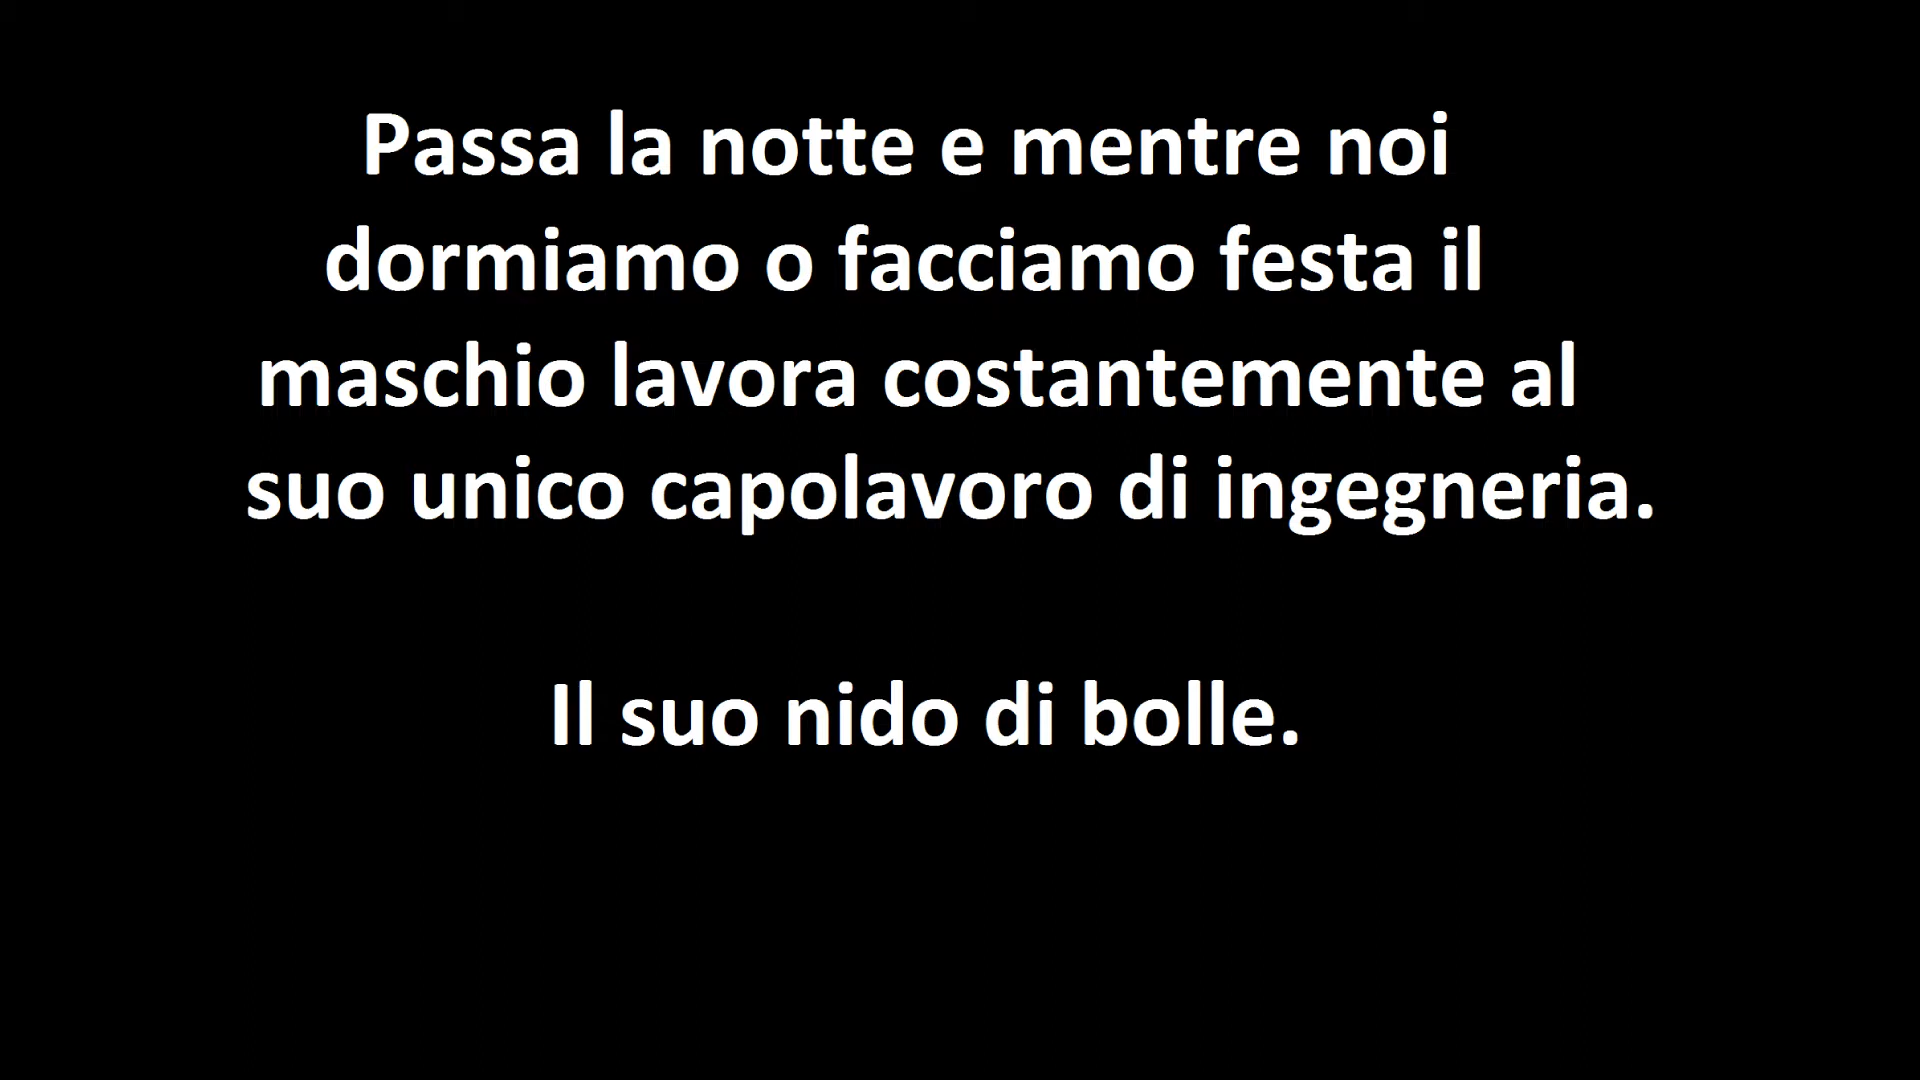 Passa la notte e mentre noi
dormiamo o facciamo festa il
maschio lavora costantemente al
suo unico capolavoro di ingegneria.
Il suo nido di bolle.